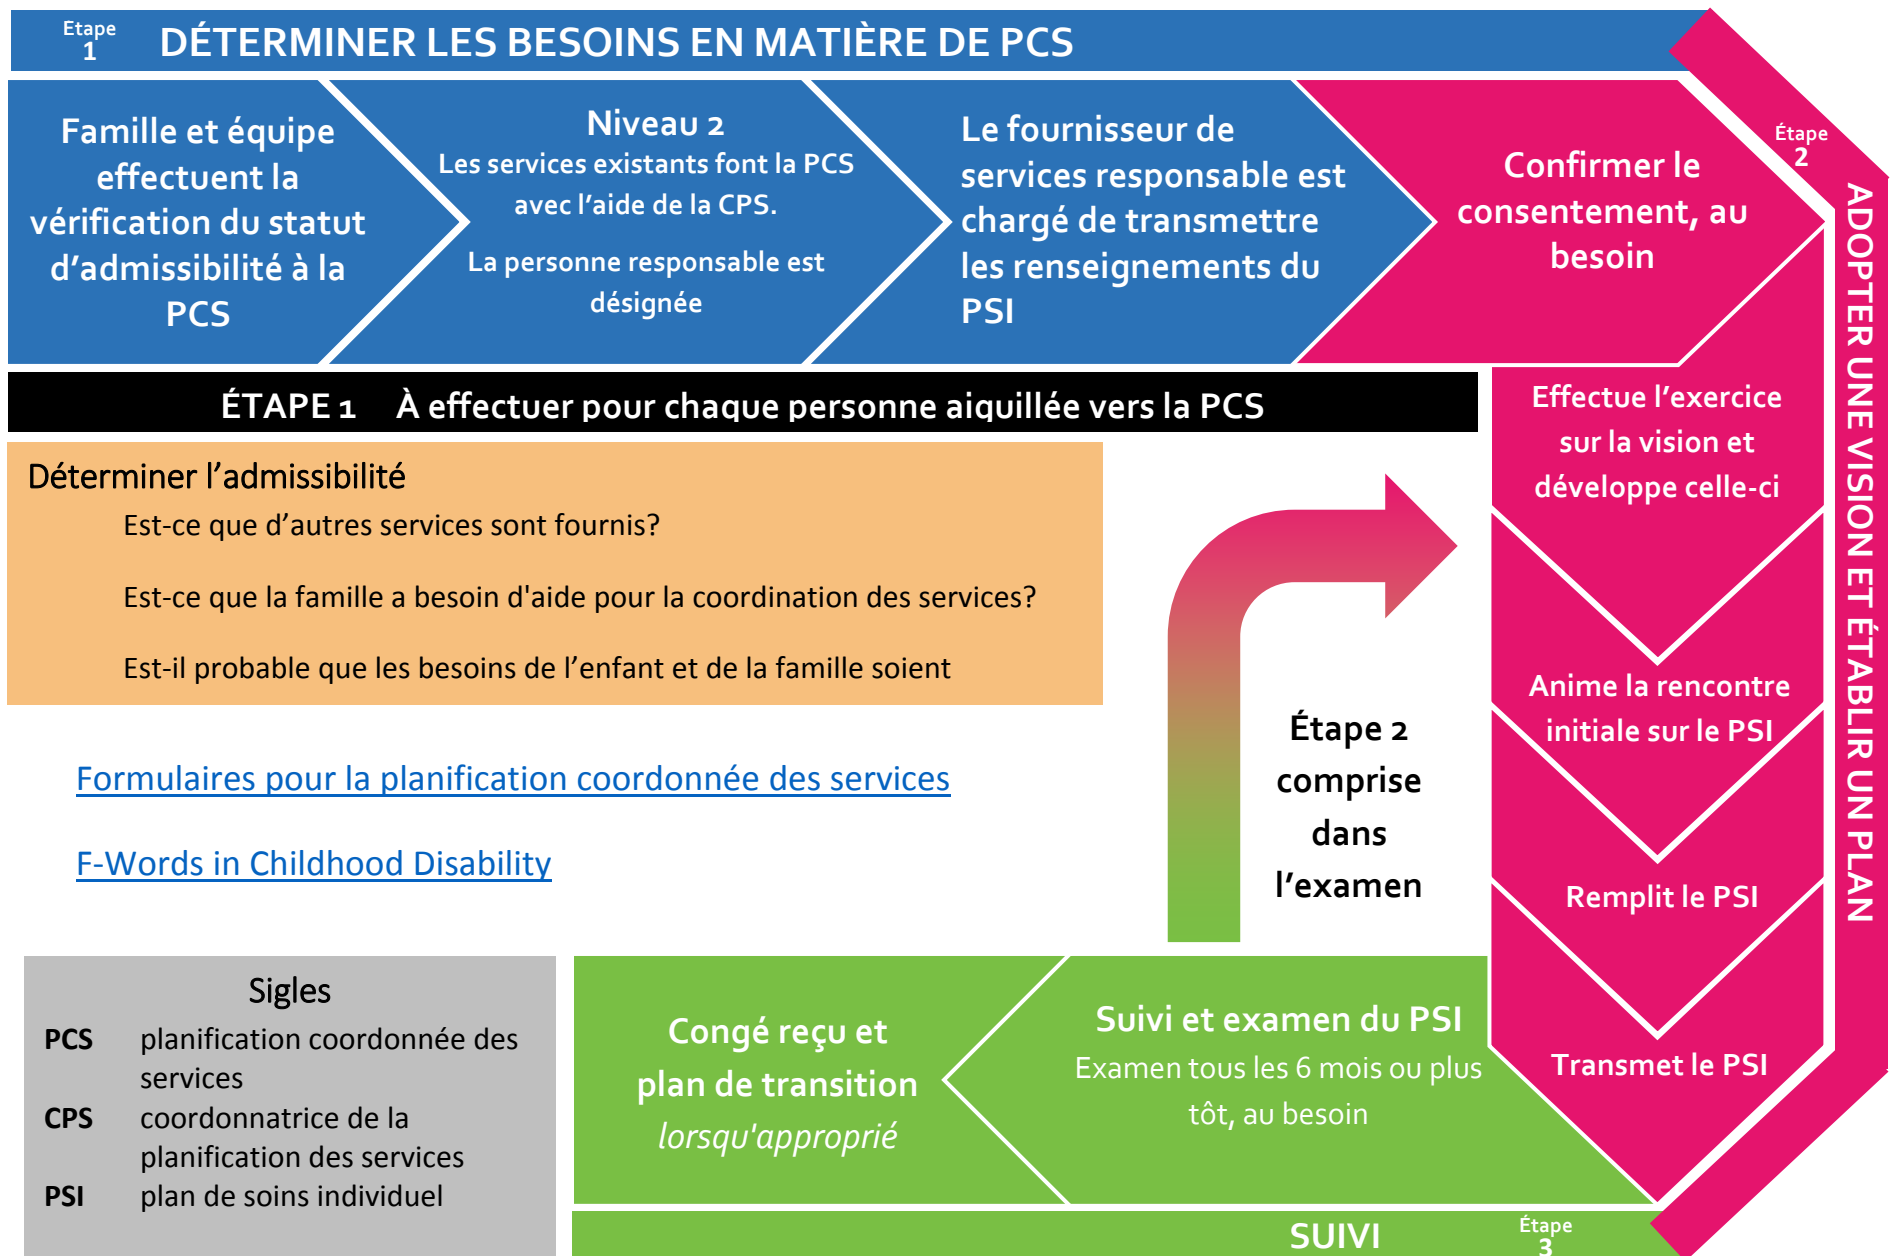 Etape
1
DÉTERMINER LES BESOINS EN MATIÈRE DE PCS
Famille et équipe
effectuent la
vérification du statut
d'admissibilité à la
PCS
Niveau 2
Les services existants font la PCS
avec l'aide de la CPS.
La personne responsable est
désignée
Le fournisseur de
services responsable est
chargé de transmettre
les renseignements du
PSI
Confirmer le
consentement, au
besoin
Étape
2
ADOPTER UNE VISION ET ÉTABLIR UN PLAN
ÉTAPE 1 À effectuer pour chaque personne aiguillée vers la PCS
Effectue l'exercice
sur la vision et
développe celle-ci
Anime la rencontre
initiale sur le PSI
Remplit le PSI
Transmet le PSI
Déterminer l'admissibilité
Est-ce que d'autres services sont fournis?
Est-ce que la famille a besoin d'aide pour la coordination des services?
Est-il probable que les besoins de l'enfant et de la famille soient
Formulaires pour la planification coordonnée des services
F-Words in Childhood Disability
Étape 2
comprise
dans
l'examen
Sigles
PCS planification coordonnée des
services
CPS coordonnatrice de la
planification des services
PSI plan de soins individuel
Congé reçu et
plan de transition
lorsqu'approprié
Suivi et examen du PSI
Examen tous les 6 mois ou plus
tôt, au besoin
SUIVI
Étape
3